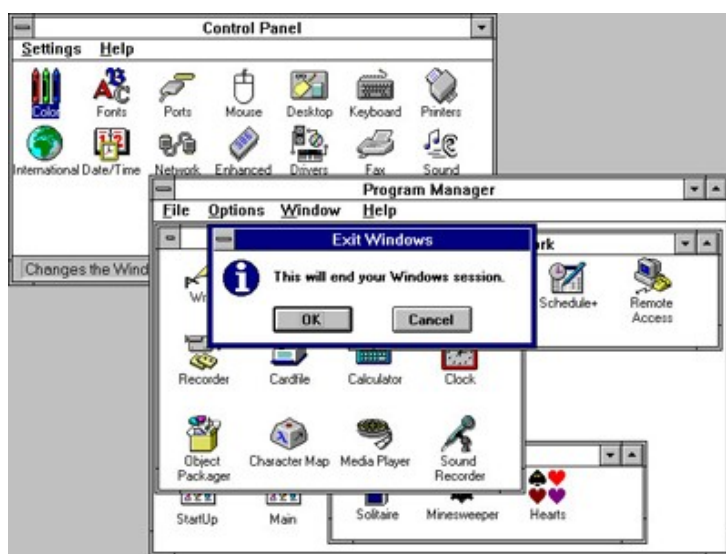 Control Panel
Settings Help
Color Fonts Ports Mouse Desktop Keyboard Printers
International Date/Time Network Enhanced Drivers Fax Sound
Changes the Wind
Program Manager
File Options Window Help
Exit Windows
This will end your Windows session.
OK Cancel
rk
Wr
Schedule+ Remote
Access
Recorder Cardfile Calculator Clock
Object
Packager Character Map Media Player Sound
Recorder
StartUp Main Solitaire Minesweeper Hearts